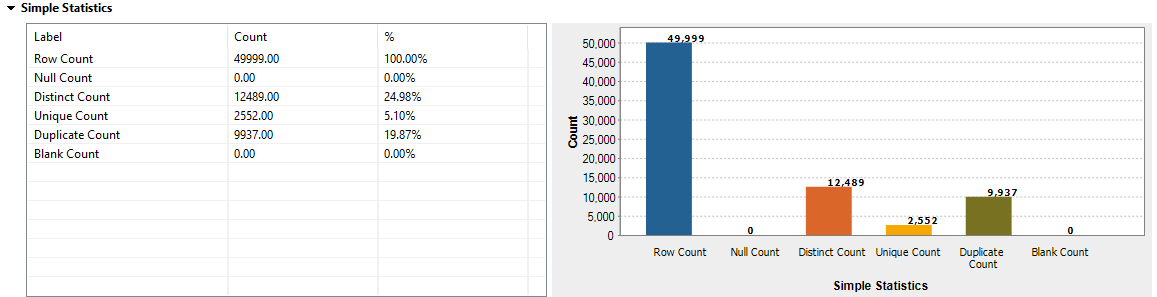 Simple Statistics
Label Count %
Row Count 49999.00 100.00%
Null Count 0.00 0.00%
Distinct Count 12489.00 24.98%
Unique Count 2552.00 5.10%
Duplicate Count 9937.00 19.87%
Blank Count 0.00 0.00%
Count
50,000
45,000
40,000
35,000
30,000
25,000
20,000
15,000
10,000
5,000
0
49,999
0
12,489
2,552
9,937
0
Row Count Null Count Distinct Count Unique Count Duplicate Blank Count
Count
Simple Statistics